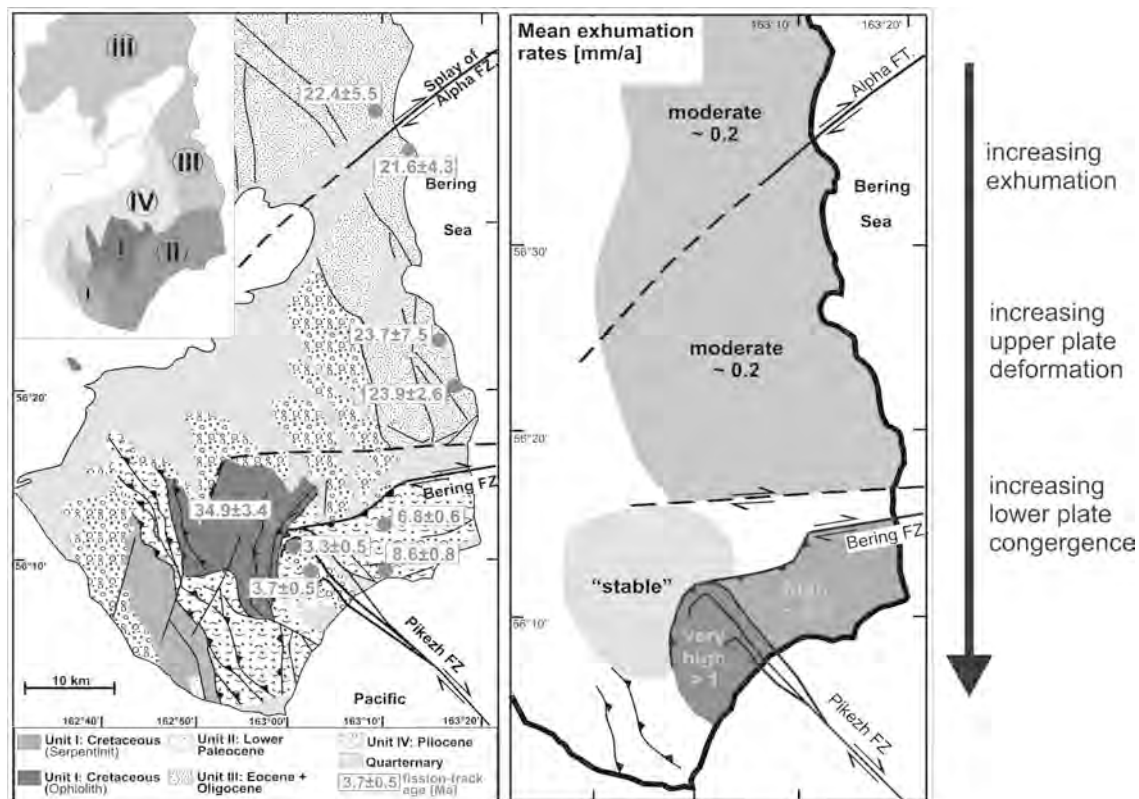 iii
III
IV
I
II
I
22.4±5.5
Splay of
Alpha FZ.
21.6±4.3
Bering
Sea
23.7±7.5
23.9±2.6
56°20'
34.9±3.4
Bering FZ
6.8±0.6
3.3±0.5
8.6±0.8
56°10'
3.7±0.5
Pikezh FZ
10 km
Pacific
162°40'
162°50'
163°00'
163°10'
163°20'
Unit I: Cretaceous
(Serpentinit)
Unit I: Cretaceous
(Ophiolith)
Unit II: Lower
Paleocene
Unit III: Eocene +
Oligocene
Unit IV: Pilocene
Quarternary
3.7±0.5
fission-frack
age (Ma)
Mean exhumation
rates [mm/a]
163°10'
163°20'
Alpha FT.
moderate
~ 0.2
Bering
Sea
56°30'
moderate
~ 0.2
56°20'
Bering FZ
"stable"
high
56°10'
very
high
> 1
Pikezh FZ
increasing
exhumation
increasing
upper plate
deformation
increasing
lower plate
congergence